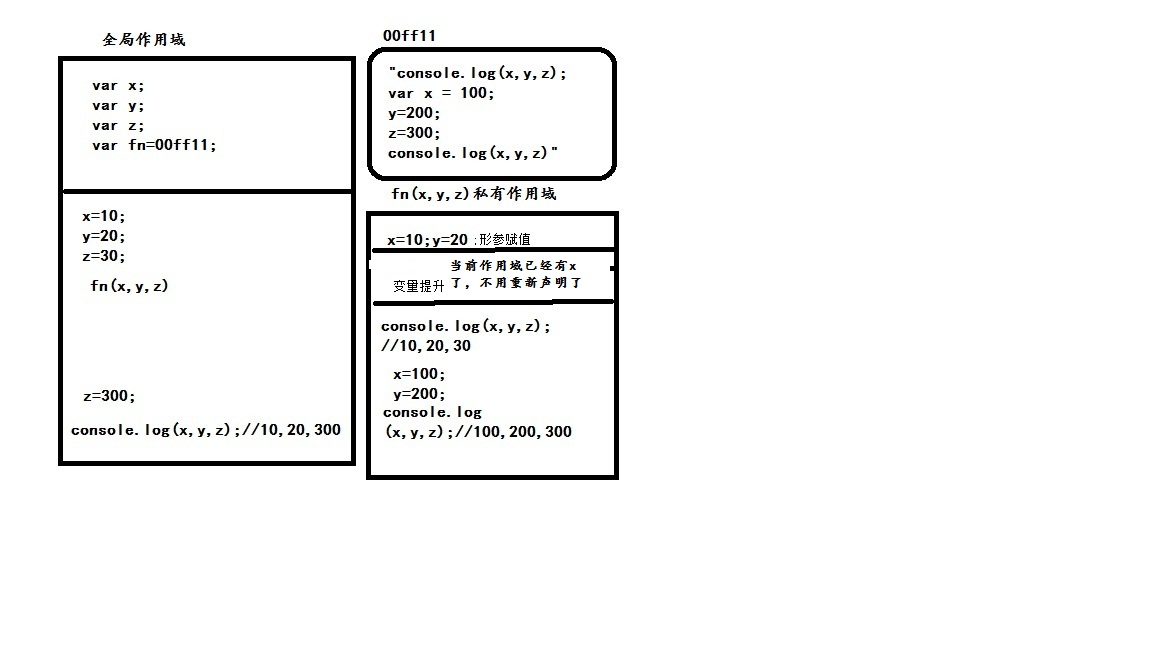 全局作用域
var x;
var y;
var z;
var fn=00ff11;
x=10;
y=20;
z=30;
fn(x,y,z)
z=300;
console.log(x,y,z);//10,20,300
00ff11
"console.log(x,y,z);
var x = 100;
y=200;
z=300;
console.log(x,y,z)"
fn(x,y,z)私有作用域
x=10;y=20 ;形参赋值
当前作用域已经有x
变量提升 了，不用重新声明了
console.log(x,y,z);
//10,20,30
x=100;
y=200;
console.log
(x,y,z);//100,200,300